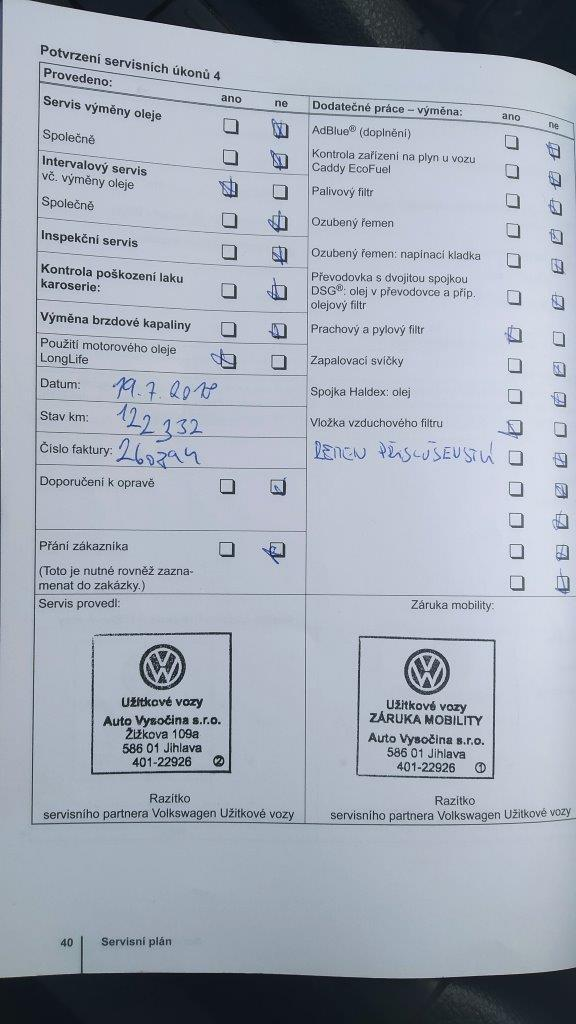 Potvrzení servisních úkonů 4
Provedeno:
ano ne
Servis výměny oleje
Společně
Intervalový servis
vč. výměny oleje
Společně
Inspekční servis
Kontrola poškození laku
karoserie:
Výměna brzdové kapaliny
Použití motorového oleje
LongLife
Datum: 19.7.2018
Stav km: 122332
Číslo faktury:
Doporučení k opravě
Přání zákazníka
(Toto je nutné rovněž zazna-
menat do zakázky.)
Dodatečné práce – výměna:
ano ne
AdBlue® (doplnění)
Kontrola zařízení na plyn u vozu
Caddy EcoFuel
Palivový filtr
Ozubený řemen
Ozubený řemen: napínací kladka
Převodovka s dvojitou spojkou
DSG®: olej v převodovce a příp.
olejový filtr
Prachový a pylový filtr
Zapalovací svíčky
Spojka Haldex: olej
Vložka vzduchového filtru
ŘEMEN PŘÍSLUŠENSTVÍ
Servis provedl:
Užitkové vozy
Auto Vysočina s.r.o.
Žižkova 109a
586 01 Jihlava
401-22926 ②
Razítko
servisního partnera Volkswagen Užitkové vozy
Záruka mobility:
Užitkové vozy
ZÁRUKA MOBILITY
Auto Vysočina s.r.o.
586 01 Jihlava
401-22926 ①
Razítko
servisního partnera Volkswagen Užitkové vozy
40 Servisní plán